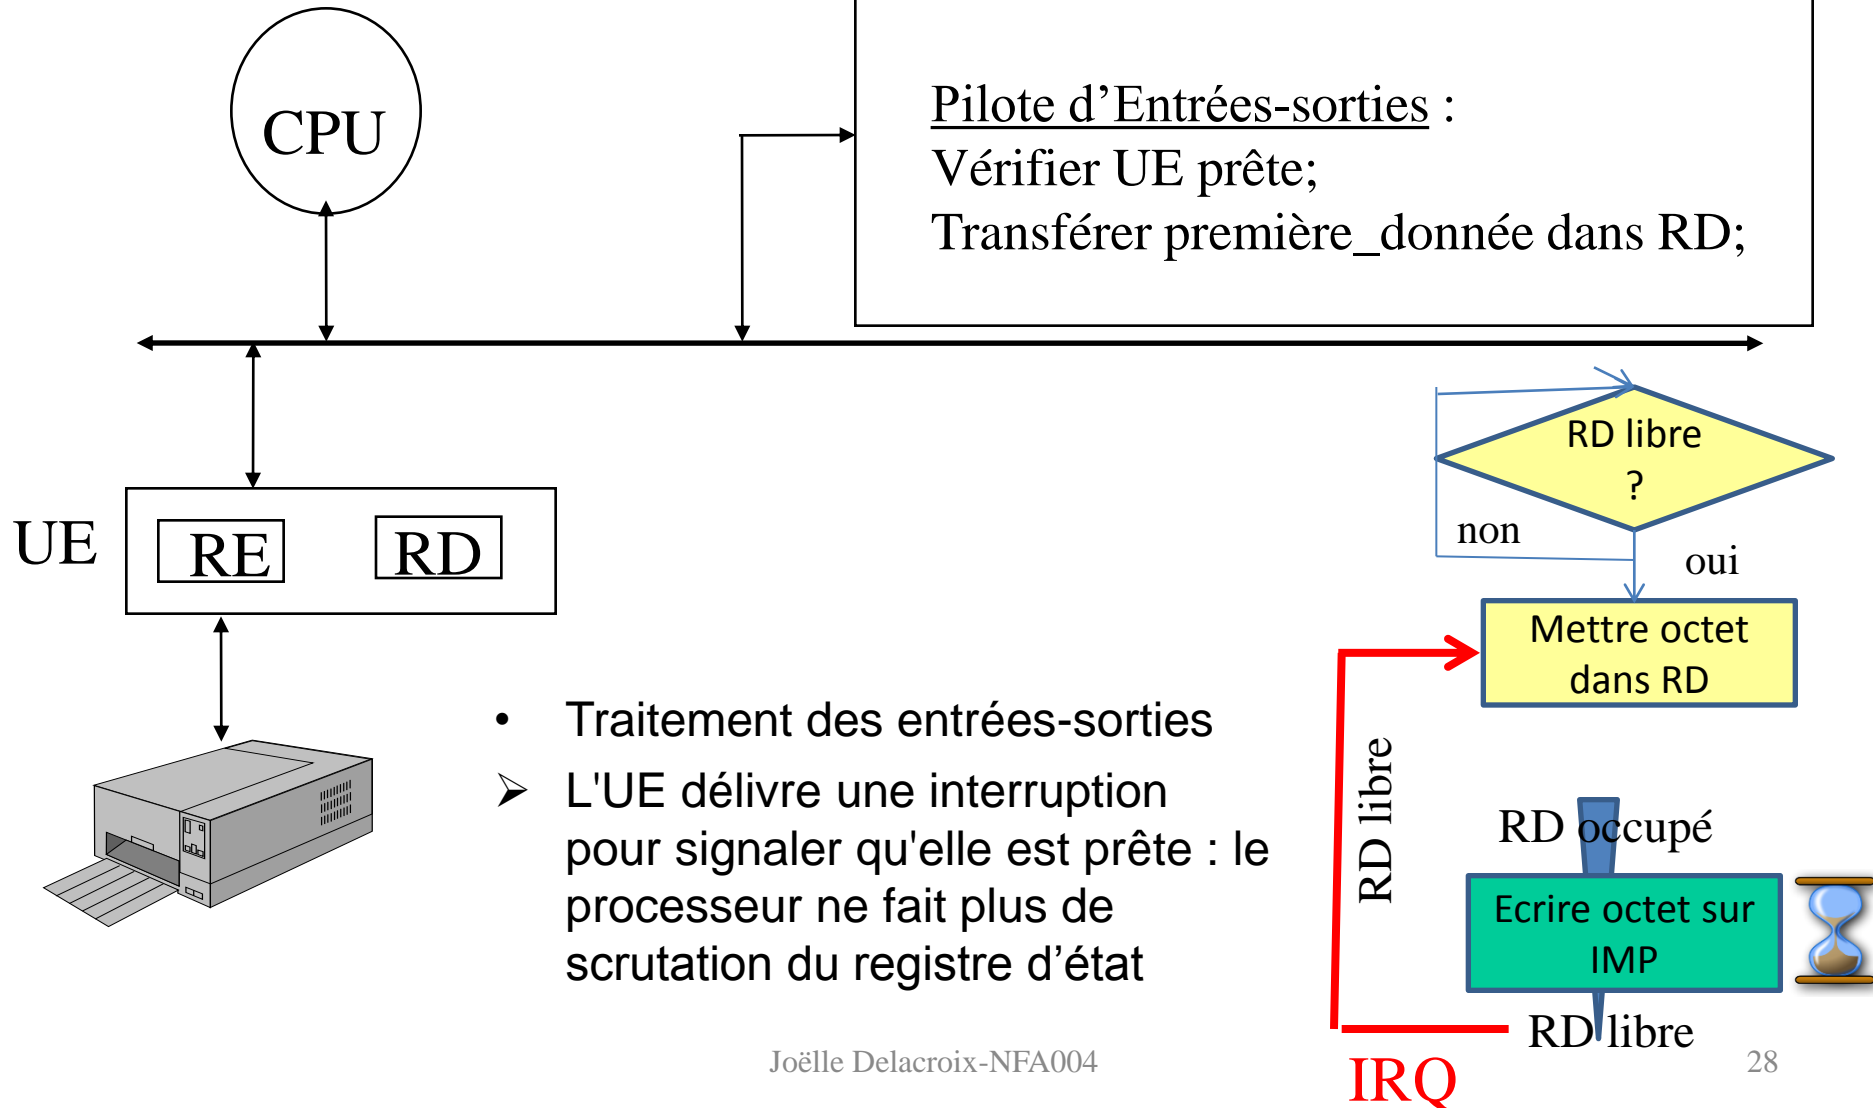 CPU
Pilote d’Entrées-sorties :
Vérifier UE prête;
Transférer première_donnée dans RD;
UE
RE
RD
RD libre
?
non
oui
Mettre octet
dans RD
• Traitement des entrées-sorties
➢ L'UE délivre une interruption
pour signaler qu'elle est prête : le
processeur ne fait plus de
scrutation du registre d’état
RD libre
RD occupé
Ecrire octet sur
IMP
RD libre
IRQ
Joëlle Delacroix-NFA004
28